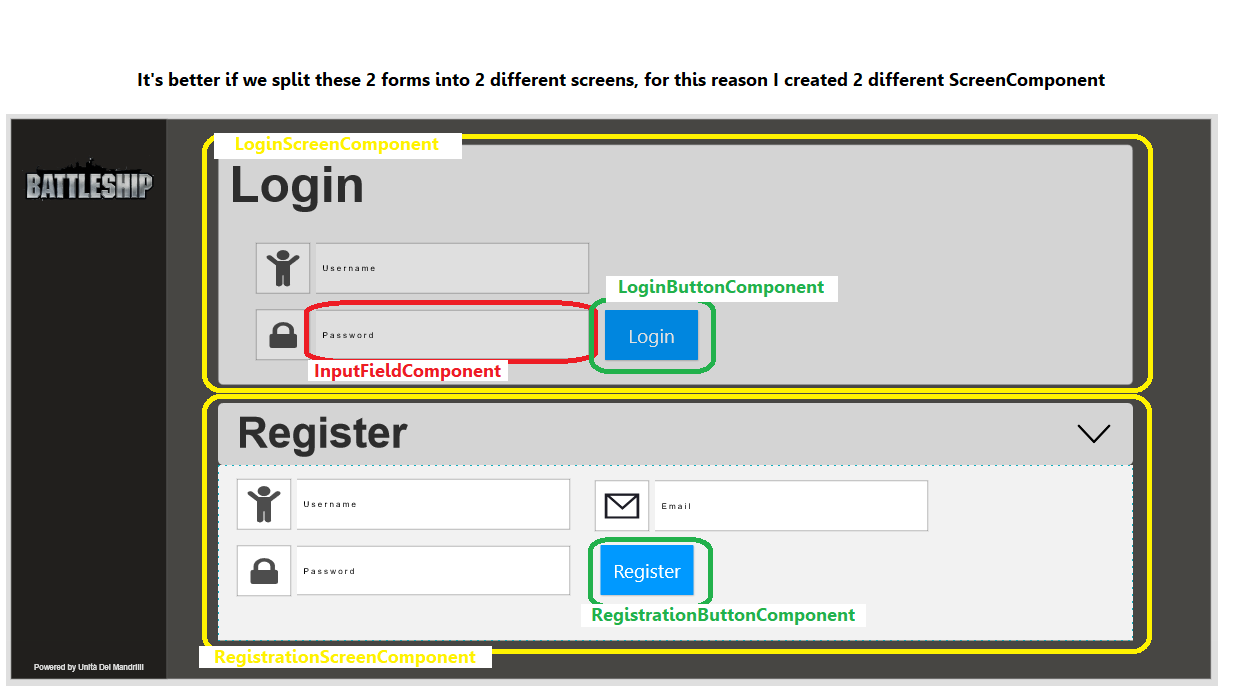 It's better if we split these 2 forms into 2 different screens, for this reason I created 2 different ScreenComponent
LoginScreenComponent
BATTLESHIP
Login
Username
LoginButtonComponent
Password
Login
InputFieldComponent
Register
Username
Email
Password
Register
RegistrationButtonComponent
RegistrationScreenComponent
Powered by Unità Dei Mandrilli